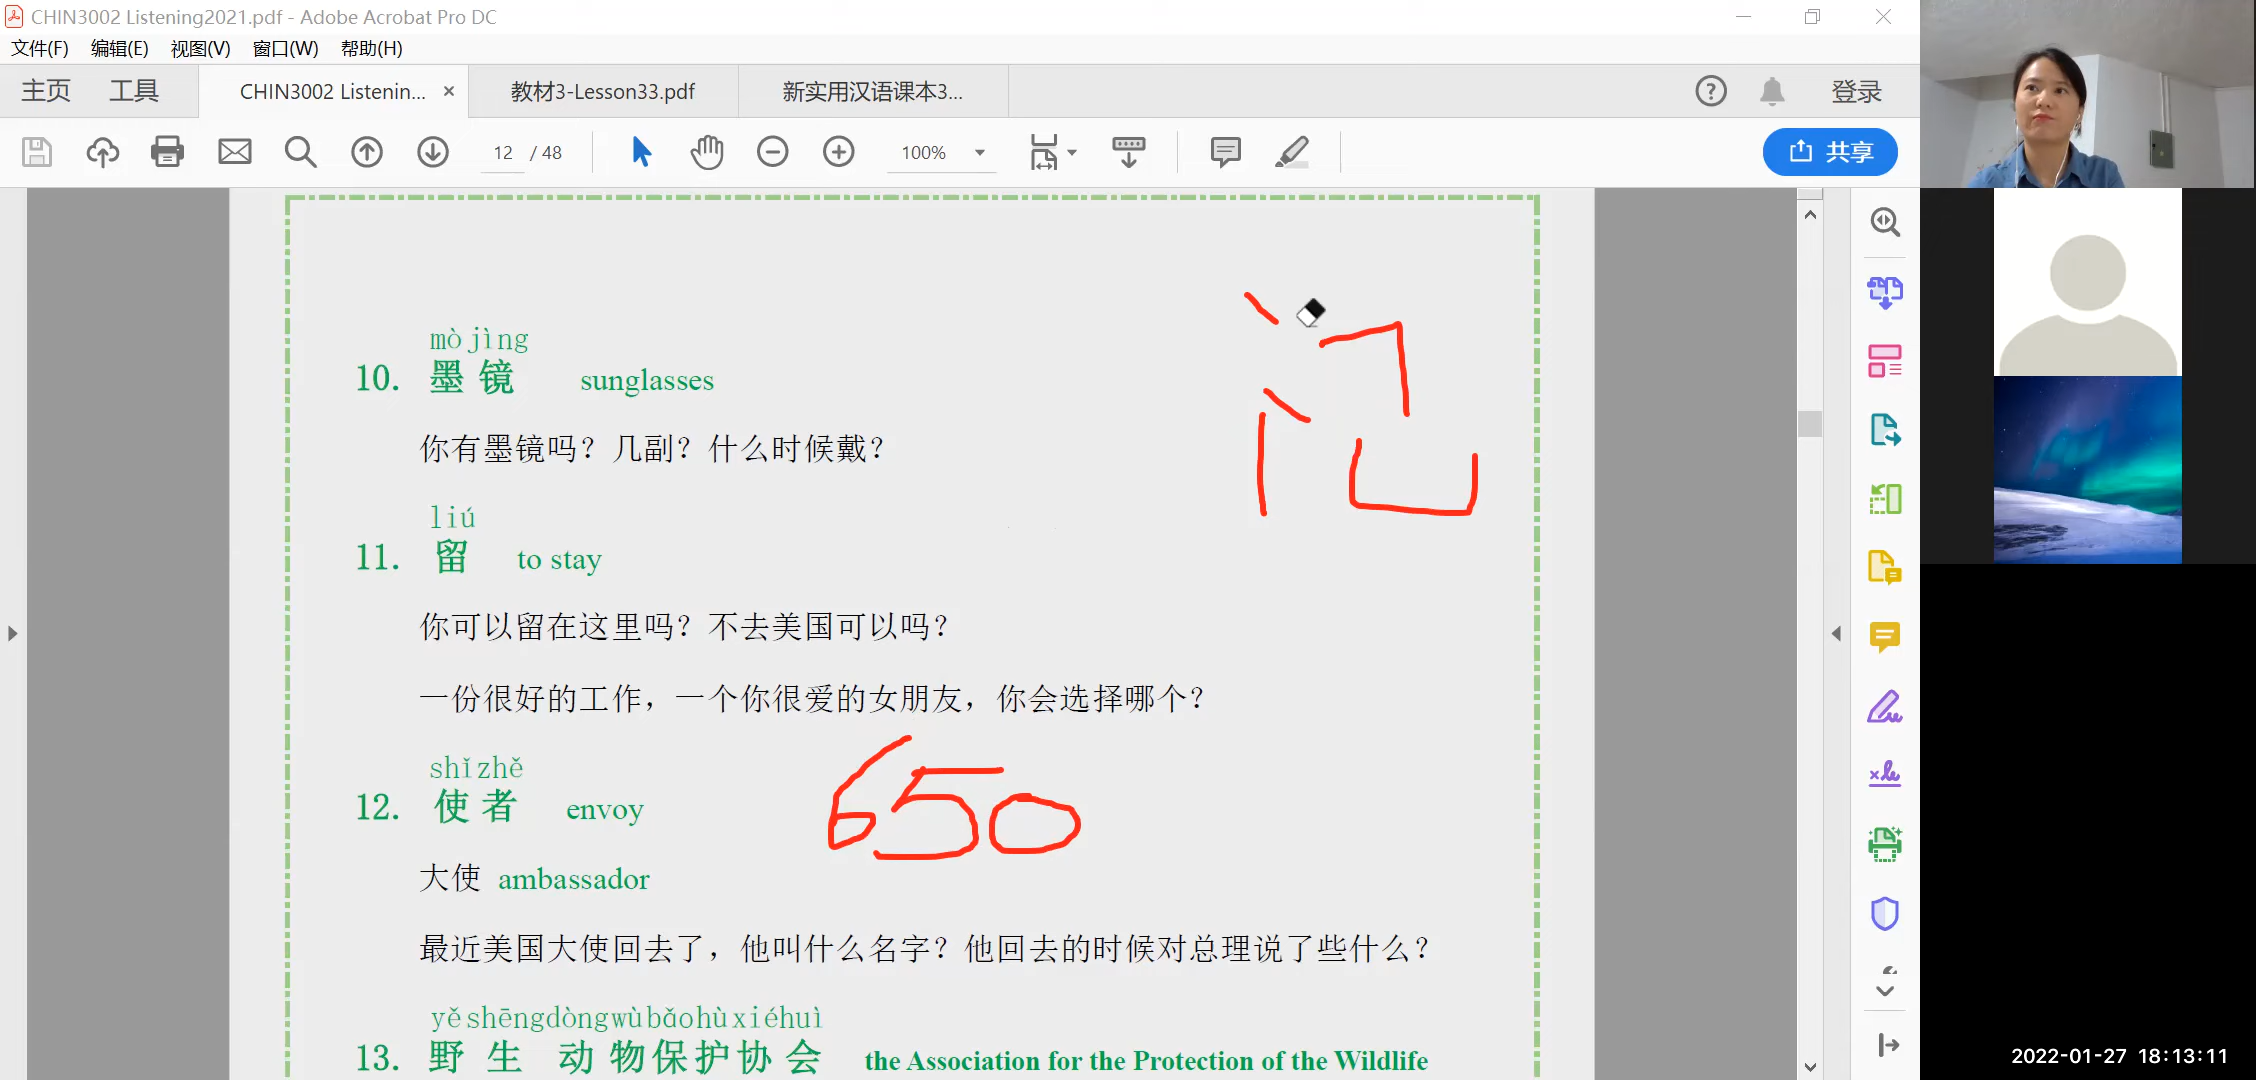 CHIN3002 Listening2021.pdf - Adobe Acrobat Pro DC
文件(F) 编辑(E) 视图(V) 窗口(W) 帮助(H)
主页 工具 CHIN3002 Listenin... × 教材3-Lesson33.pdf 新实用汉语课本3... 登录
12 / 48 100% 共享
mò jìng
10. 墨镜 sunglasses
你有墨镜吗？几副？什么时候戴？
liú
11. 留 to stay
你可以留在这里吗？不去美国可以吗？
一份很好的工作，一个你很爱的女朋友，你会选择哪个？
shǐ zhě
12. 使者 envoy
650
大使 ambassador
最近美国大使回去了，他叫什么名字？他回去的时候对总理说了些什么？
yě shēng dòng wù bǎo hù xié huì
13. 野生动物保护协会 the Association for the Protection of the Wildlife
2022-01-27 18:13:11